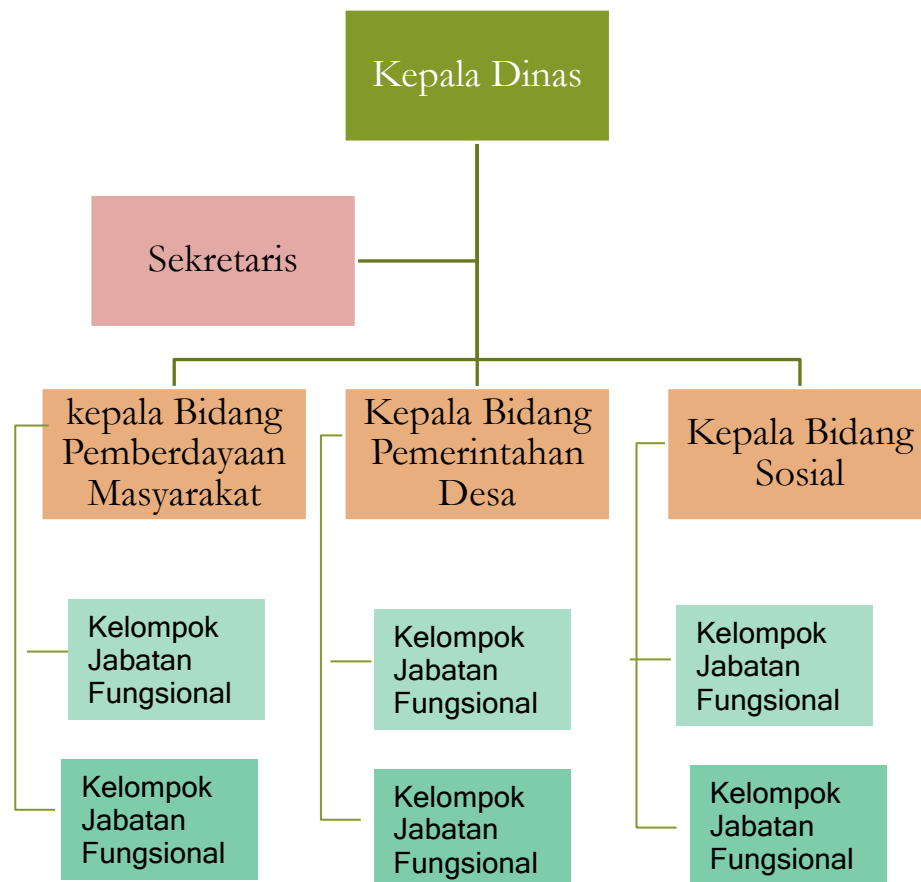 Kepala Dinas
Sekretaris
kepala Bidang
Pemberdayaan
Masyarakat
Kepala Bidang
Pemerintahan
Desa
Kepala Bidang
Sosial
Kelompok
Jabatan
Fungsional
Kelompok
Jabatan
Fungsional
Kelompok
Jabatan
Fungsional
Kelompok
Jabatan
Fungsional
Kelompok
Jabatan
Fungsional
Kelompok
Jabatan
Fungsional